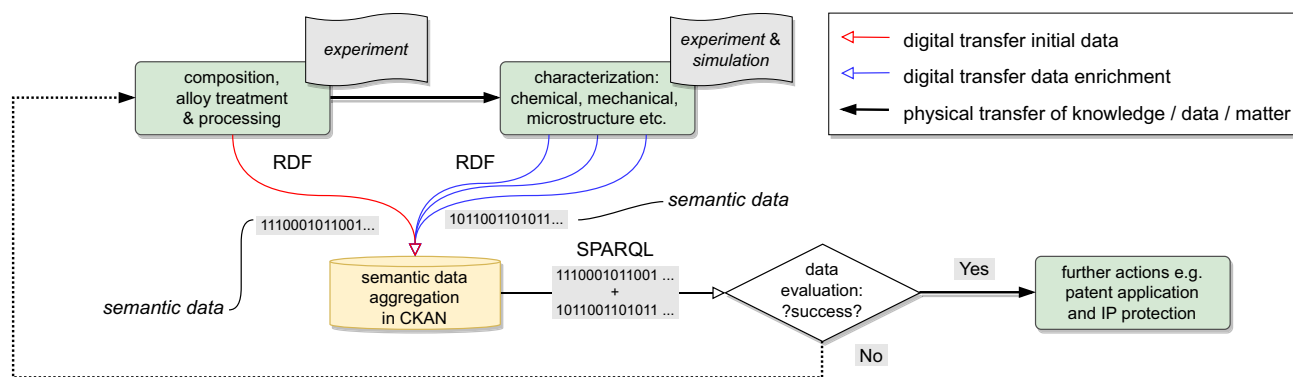 experiment
composition,
alloy treatment
& processing
experiment &
simulation
characterization:
chemical, mechanical,
microstructure etc.
digital transfer initial data
digital transfer data enrichment
physical transfer of knowledge / data / matter
RDF
RDF
1110001011001...
semantic data
1011001101011...
semantic data
semantic data
aggregation
in CKAN
SPARQL
1110001011001 ...
+
1011001101011 ...
data
evaluation:
?success?
Yes
No
further actions e.g.
patent application
and IP protection